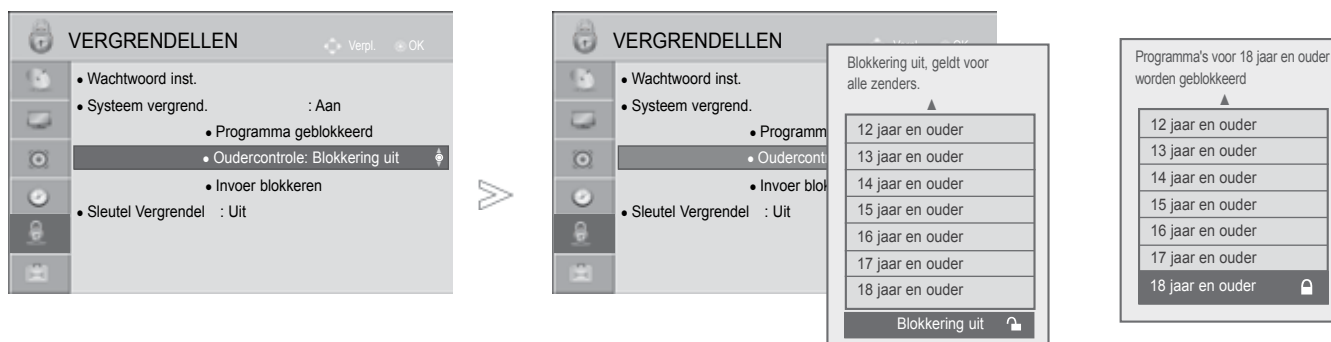 VERGRENDELLEN
Verpl. OK
• Wachtwoord inst.
• Systeem vergrend. : Aan
• Programma geblokkeerd
• Oudercontrole: Blokkering uit
• Invoer blokkeren
• Sleutel Vergrendel : Uit
VERGRENDELLEN
• Wachtwoord inst.
• Systeem vergrend.
• Programm
• Oudercont
• Invoer blok
• Sleutel Vergrendel : Uit
Blokkering uit, geldt voor
alle zenders.
12 jaar en ouder
13 jaar en ouder
14 jaar en ouder
15 jaar en ouder
16 jaar en ouder
17 jaar en ouder
18 jaar en ouder
Blokkering uit
Programma's voor 18 jaar en ouder
worden geblokkeerd
12 jaar en ouder
13 jaar en ouder
14 jaar en ouder
15 jaar en ouder
16 jaar en ouder
17 jaar en ouder
18 jaar en ouder